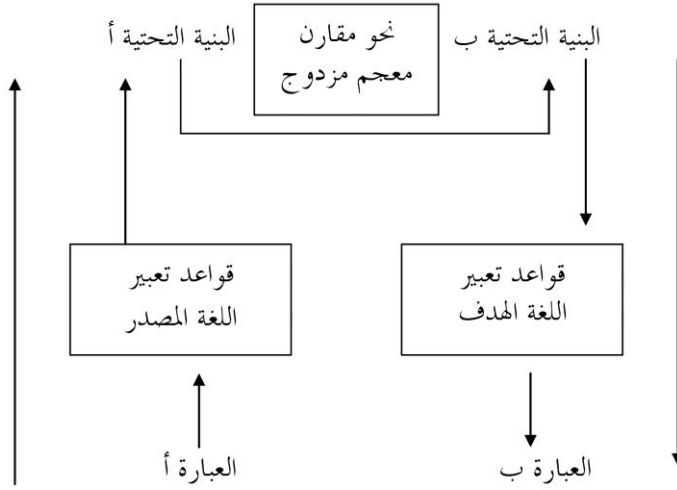 البنية التحتية ب
نحو مقارن
معجم مزدوج
البنية التحتية أ
قواعد تعبير
اللغة الهدف
قواعد تعبير
اللغة المصدر
العبارة ب
العبارة أ